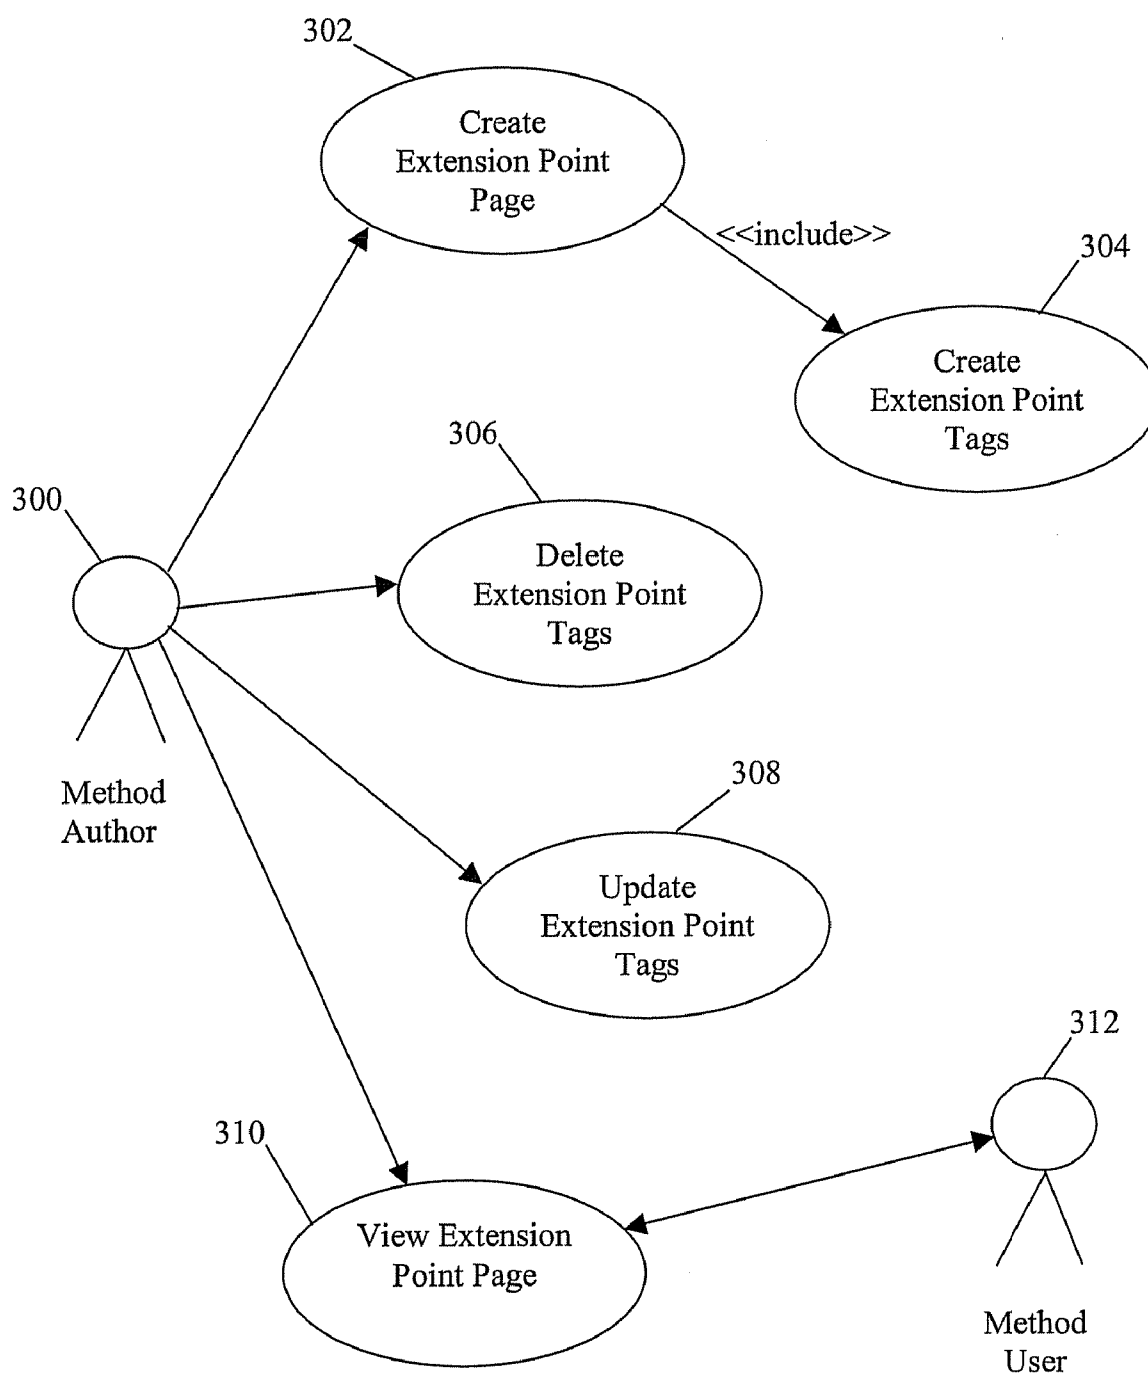 302
Create
Extension Point
Page
<<include>>
304
Create
Extension Point
Tags
306
300
Delete
Extension Point
Tags
Method
Author
308
Update
Extension Point
Tags
312
310
View Extension
Point Page
Method
User